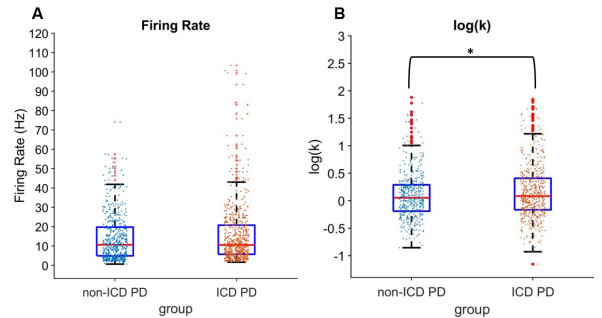 A
Firing Rate
120
110
100
90
80
70
60
50
40
30
20
10
0
Firing Rate (Hz)
non-ICD PD
ICD PD
group
B
log(k)
3
2.5
2
1.5
1
0.5
0
-0.5
-1
log(k)
*
non-ICD PD
ICD PD
group